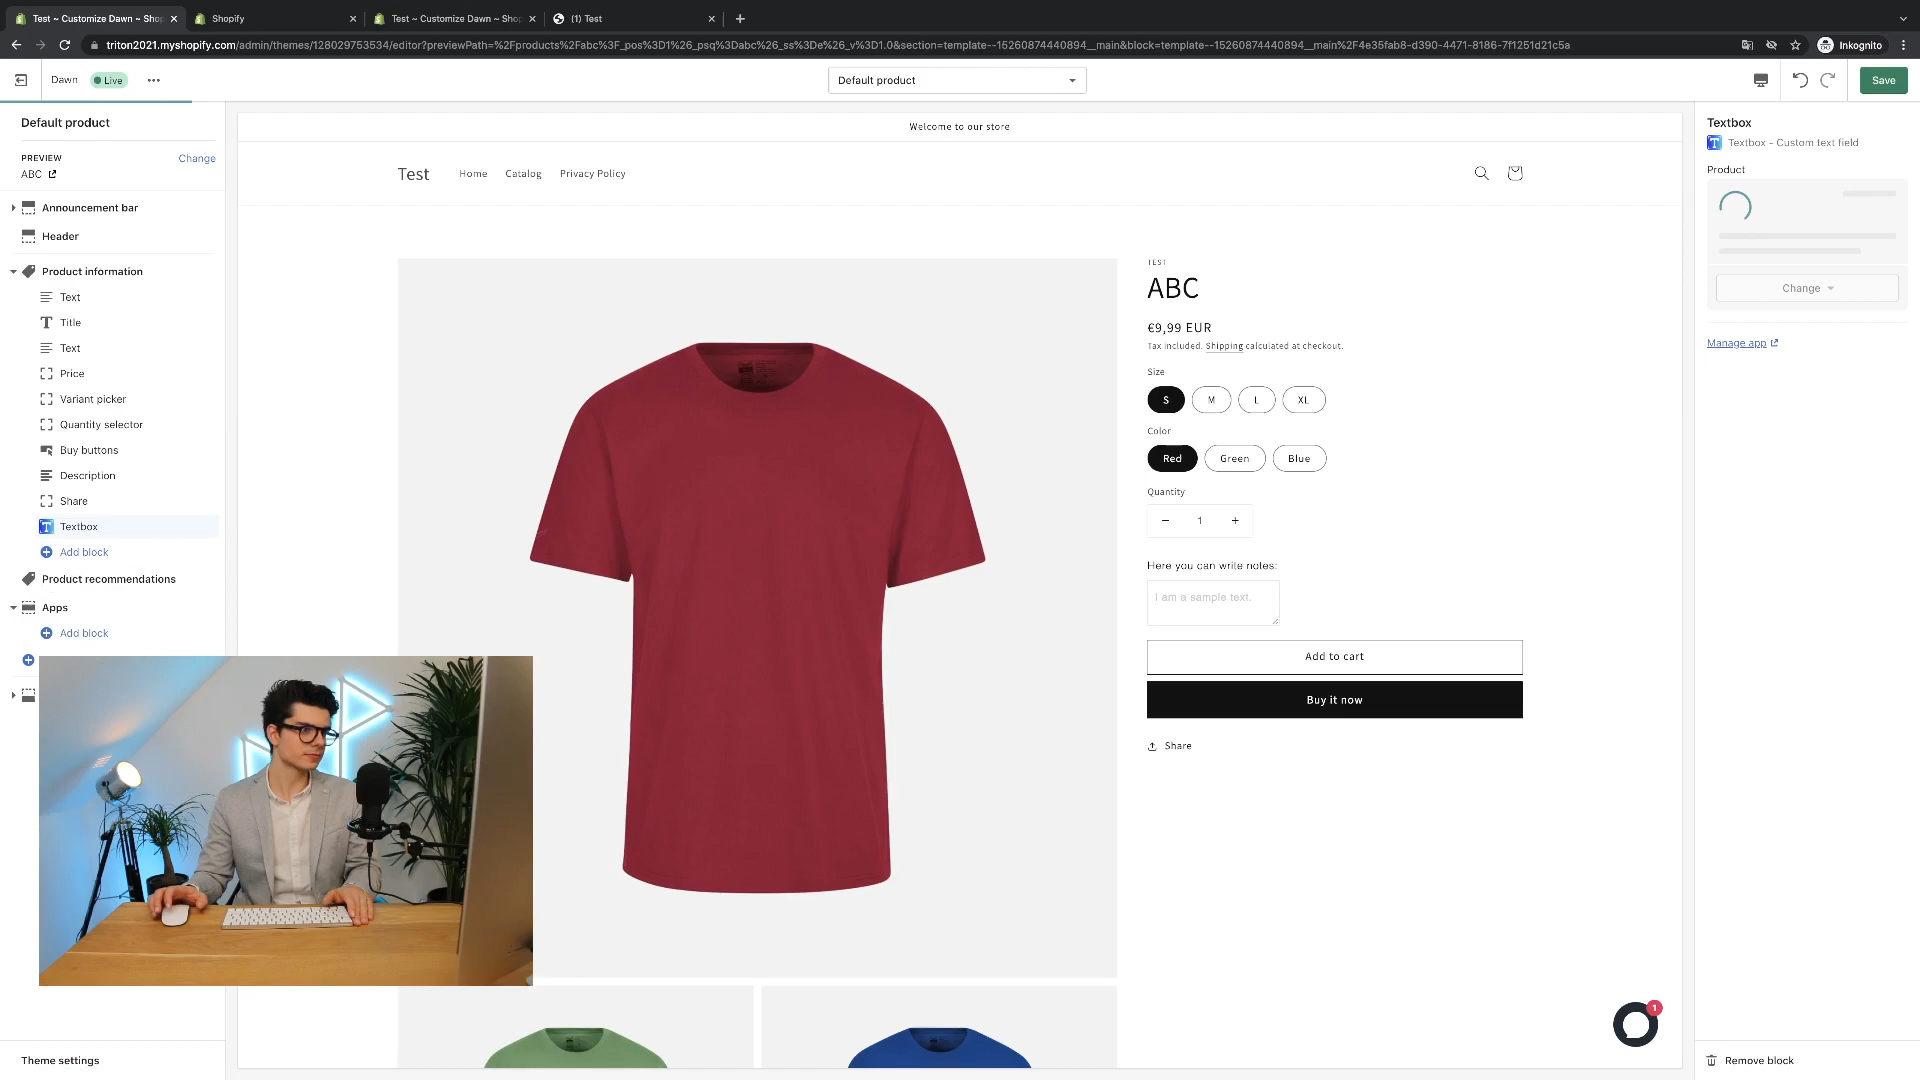 Test ~ Customize Dawn ~ Shop
Shopify
Test ~ Customize Dawn ~ Shop
(1) Test
triton2021.myshopify.com/admin/themes/128029753534/editor?previewPath=%2Fproducts%2Fabc%3F_pos%3D1%26_psq%3Dabc%26_ss%3De%26_v%3D1.0&section=template--15260874440894__main&block=template--15260874440894__main%2F4e35fab8-d390-4471-8186-7f1251d21c5a
Inkognito
Dawn
Live
Default product
Save
Default product
PREVIEW
Change
ABC
Announcement bar
Header
Product information
Text
Title
Text
Price
Variant picker
Quantity selector
Buy buttons
Description
Share
Textbox
Add block
Product recommendations
Apps
Add block
Theme settings
Welcome to our store
Test
Home
Catalog
Privacy Policy
TEST
ABC
€9,99 EUR
Tax included. Shipping calculated at checkout.
Size
S
M
L
XL
Color
Red
Green
Blue
Quantity
1
Here you can write notes:
I am a sample text.
Add to cart
Buy it now
Share
1
Textbox
Textbox - Custom text field
Product
Change
Manage app
Remove block